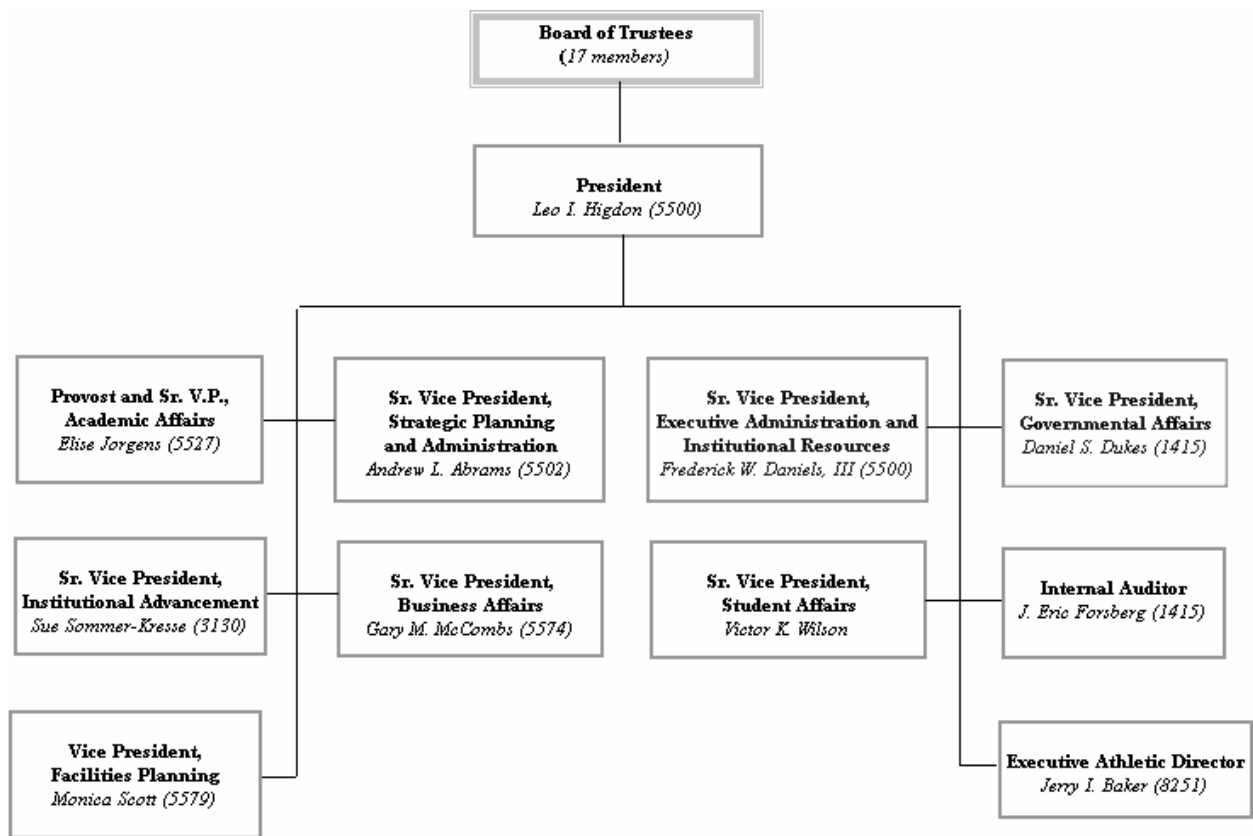 Board of Trustees
(17 members)
President
Leo I. Higdon (5500)
Provost and Sr. V.P.,
Academic Affairs
Elise Jorgens (5527)
Sr. Vice President,
Strategic Planning
and Administration
Andrew L. Abrams (5502)
Sr. Vice President,
Executive Administration and
Institutional Resources
Frederick W. Daniels, III (5500)
Sr. Vice President,
Governmental Affairs
Daniel S. Dukes (1415)
Sr. Vice President,
Institutional Advancement
Sue Sommer-Kresse (3130)
Sr. Vice President,
Business Affairs
Gary M. McCombs (5574)
Sr. Vice President,
Student Affairs
Victor K. Wilson
Internal Auditor
J. Eric Forsberg (1415)
Vice President,
Facilities Planning
Monica Scott (5579)
Executive Athletic Director
Jerry I. Baker (8251)